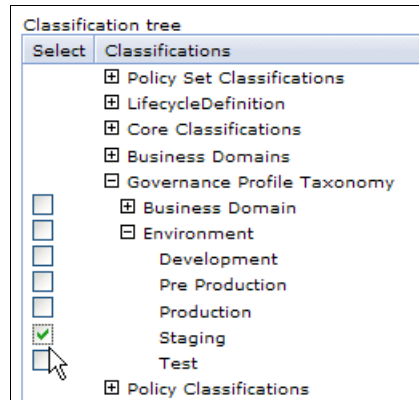 Classification tree
Select Classifications
Policy Set Classifications
LifecycleDefinition
Core Classifications
Business Domains
Governance Profile Taxonomy
Business Domain
Environment
Development
Pre Production
Production
Staging
Test
Policy Classifications